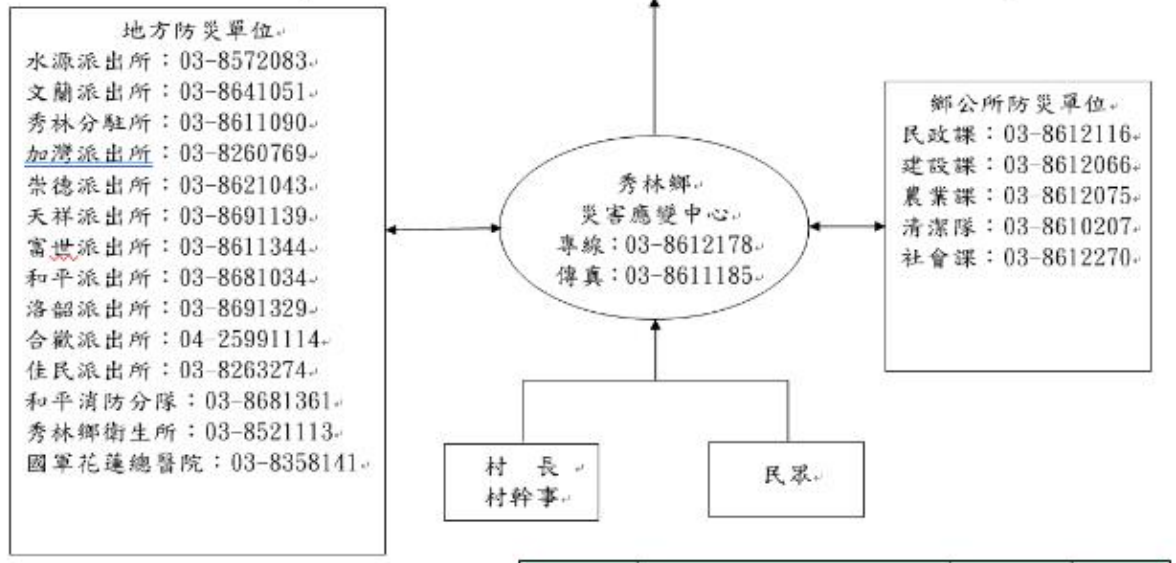 地方防災單位
水源派出所：03-8572083
文蘭派出所：03-8641051
秀林分駐所：03-8611090
加灣派出所：03-8260769
崇德派出所：03-8621043
天祥派出所：03-8691139
富世派出所：03-8611344
和平派出所：03-8681034
洛韶派出所：03-8691329
合歡派出所：04-25991114
佳民派出所：03-8263274
和平消防分隊：03-8681361
秀林鄉衛生所：03-8521113
國軍花蓮總醫院：03-8358141
秀林鄉
災害應變中心
專線：03-8612178
傳真：03-8611185
鄉公所防災單位
民政課：03-8612116
建設課：03-8612066
農業課：03-8612075
清潔隊：03-8610207
社會課：03-8612270
村　長
村幹事
民眾